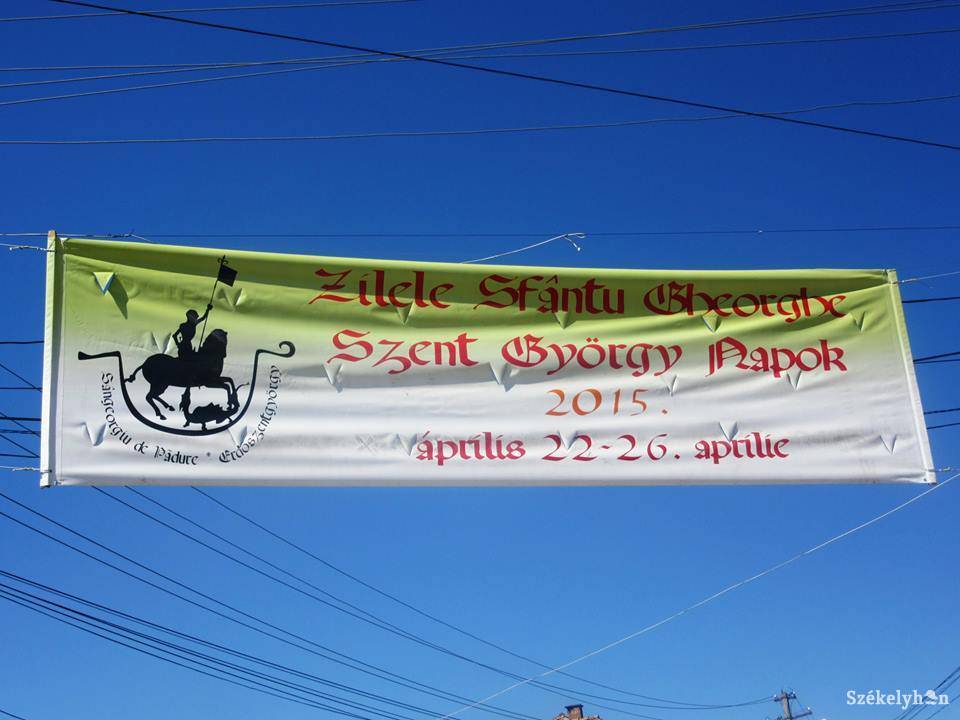 Zilele Sfântu Gheorghe
Szent György Napok
2015.
április 22-26. aprilie
Sângeorgiu de Pădure * Erdőszentgyörgy
Székelyhon